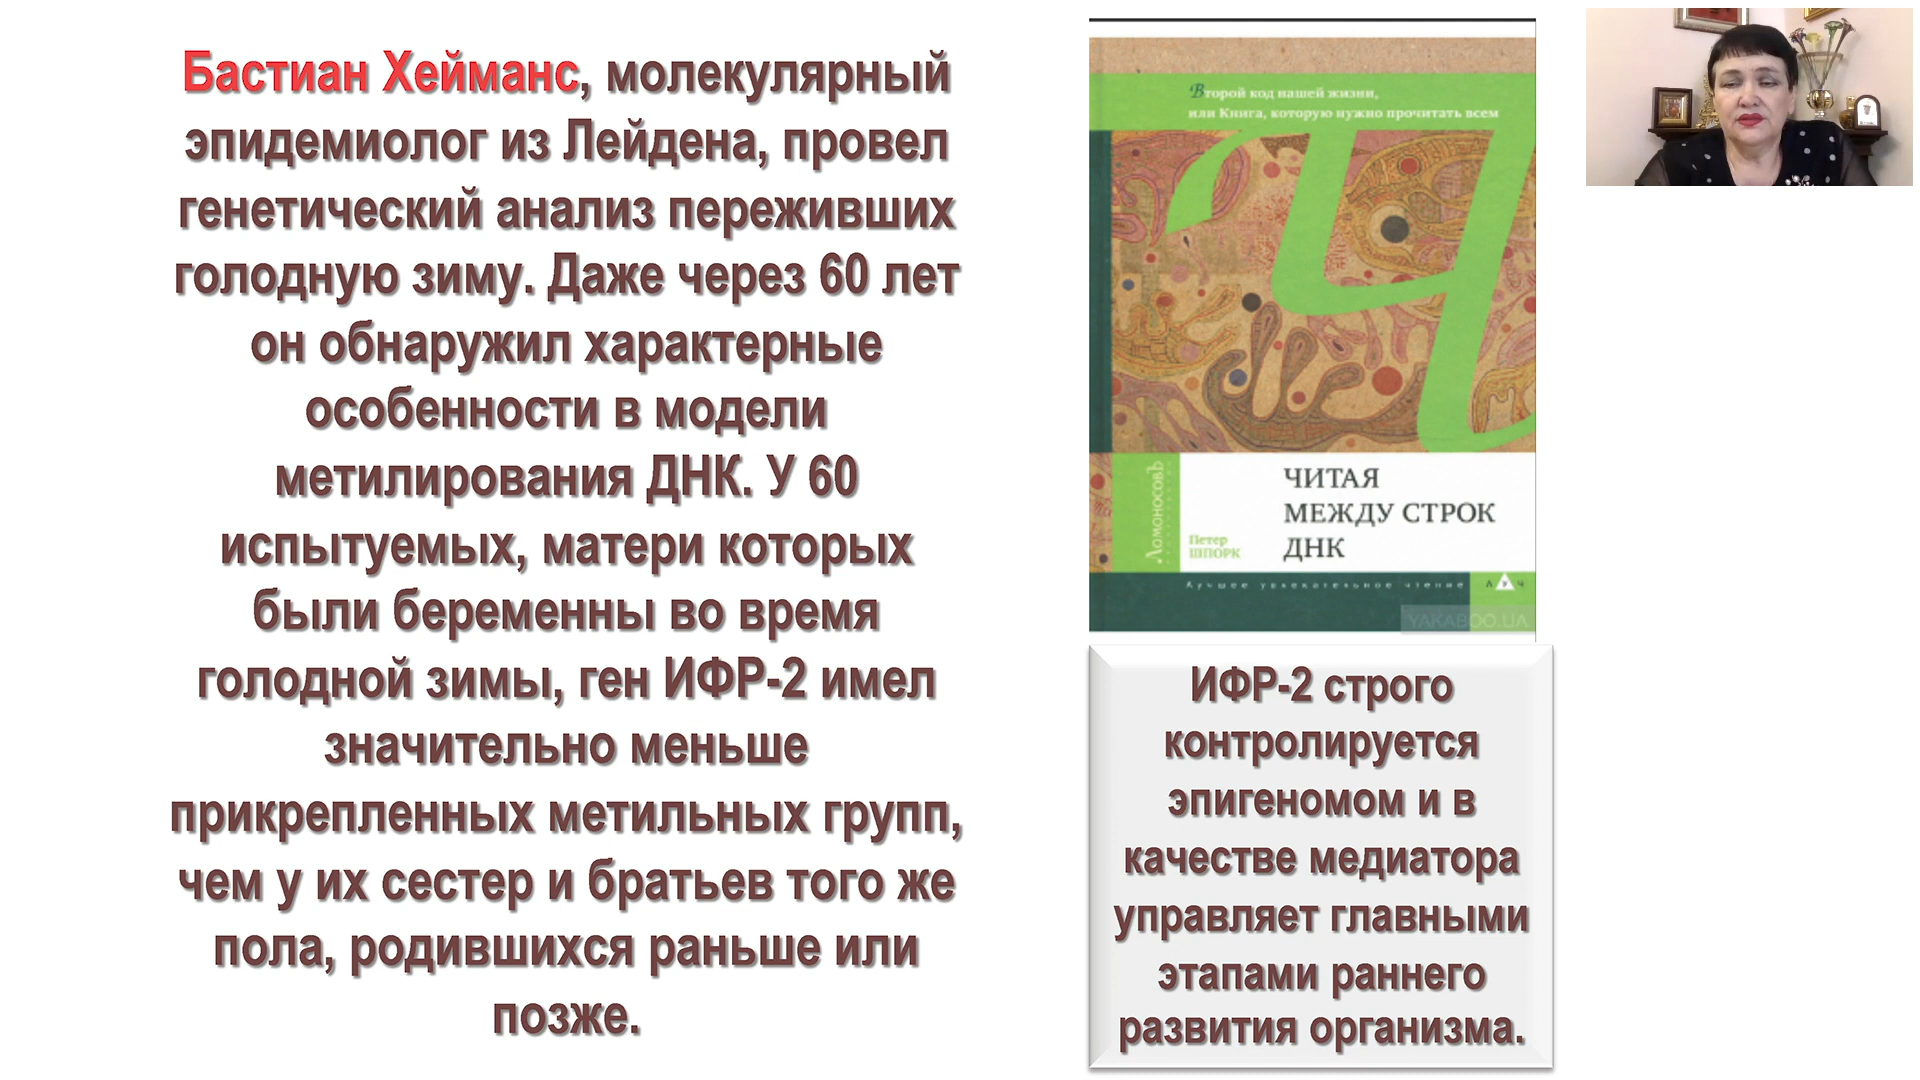 Бастиан Хейманс, молекулярный
эпидемиолог из Лейдена, провел
генетический анализ переживших
голодную зиму. Даже через 60 лет
он обнаружил характерные
особенности в модели
метилирования ДНК. У 60
испытуемых, матери которых
были беременны во время
голодной зимы, ген ИФР-2 имел
значительно меньше
прикрепленных метильных групп,
чем у их сестер и братьев того же
пола, родившихся раньше или
позже.
Второй код нашей жизни,
или Книга, которую нужно прочитать всем
ЧИТАЯ
МЕЖДУ СТРОК
ДНК
Петер
ШПОРК
ЛомоносовЪ
Лучшее увлекательное чтение
ЛУЧ
YAKABOO.UA
ИФР-2 строго
контролируется
эпигеномом и в
качестве медиатора
управляет главными
этапами раннего
развития организма.